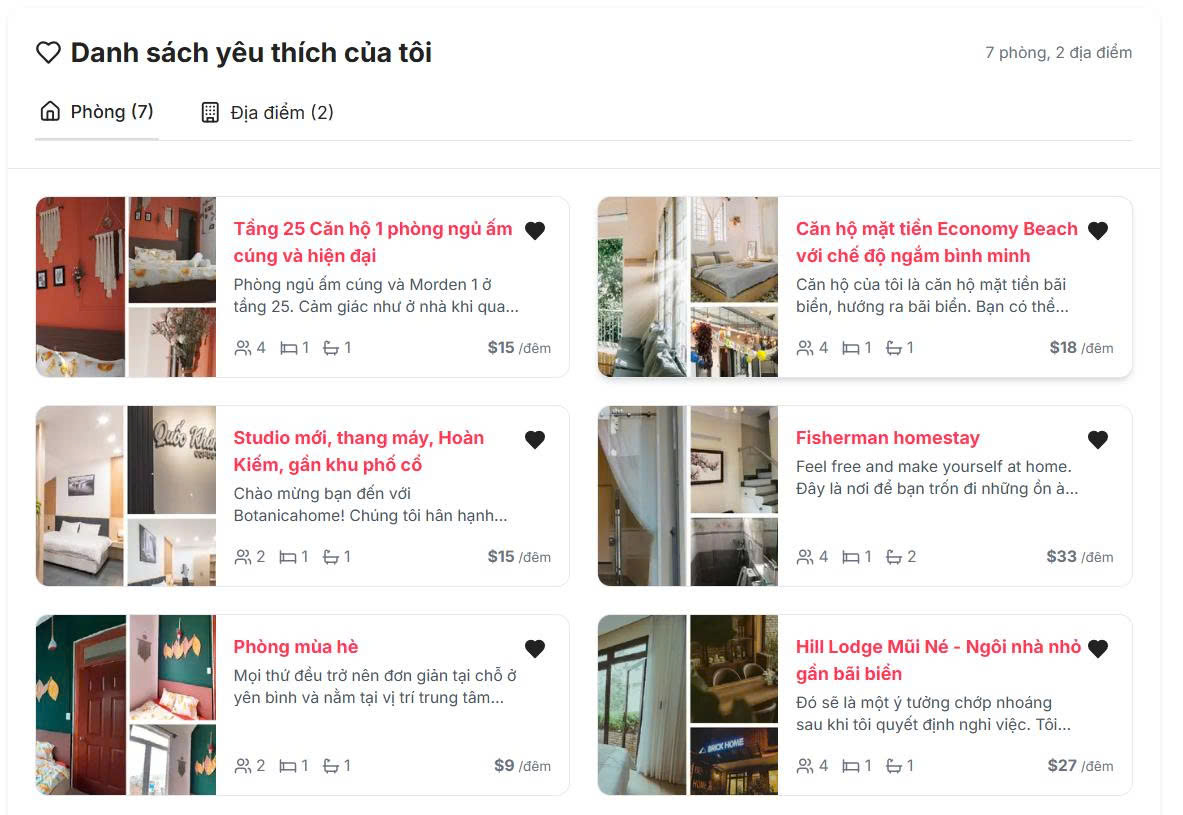 Danh sách yêu thích của tôi
7 phòng, 2 địa điểm
Phòng (7)
Địa điểm (2)
Tầng 25 Căn hộ 1 phòng ngủ ấm
cúng và hiện đại
Phòng ngủ ấm cúng và Morden 1 ở
tầng 25. Cảm giác như ở nhà khi qua...
4 1 1
$15 /đêm
Căn hộ mặt tiền Economy Beach
với chế độ ngắm bình minh
Căn hộ của tôi là căn hộ mặt tiền bãi
biển, hướng ra bãi biển. Bạn có thể...
4 1 1
$18 /đêm
Quốc Khá
Studio mới, thang máy, Hoàn
Kiếm, gần khu phố cổ
Chào mừng bạn đến với
Botanicahome! Chúng tôi hân hạnh...
2 1 1
$15 /đêm
Fisherman homestay
Feel free and make yourself at home.
Đây là nơi để bạn trốn đi những ồn à...
4 1 2
$33 /đêm
Phòng mùa hè
Mọi thứ đều trở nên đơn giản tại chỗ ở
yên bình và nằm tại vị trí trung tâm...
2 1 1
$9 /đêm
BRICK HOME
Hill Lodge Mũi Né - Ngôi nhà nhỏ
gần bãi biển
Đó sẽ là một ý tưởng chớp nhoáng
sau khi tôi quyết định nghỉ việc. Tôi...
4 1 1
$27 /đêm